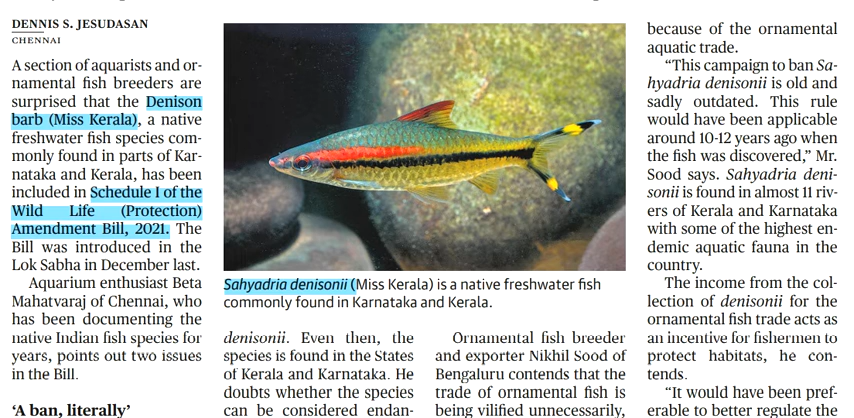 DENNIS S. JESUDASAN
CHENNAI
A section of aquarists and or-
namental fish breeders are
surprised that the Denison
barb (Miss Kerala), a native
freshwater fish species com-
monly found in parts of Kar-
nataka and Kerala, has been
included in Schedule I of the
Wild Life (Protection)
Amendment Bill, 2021. The
Bill was introduced in the
Lok Sabha in December last.
Aquarium enthusiast Beta
Mahatvaraj of Chennai, who
has been documenting the
native Indian fish species for
years, points out two issues
in the Bill.
‘A ban, literally’
Sahyadria denisonii (Miss Kerala) is a native freshwater fish
commonly found in Karnataka and Kerala.
denisonii. Even then, the
species is found in the States
of Kerala and Karnataka. He
doubts whether the species
can be considered endan-
Ornamental fish breeder
and exporter Nikhil Sood of
Bengaluru contends that the
trade of ornamental fish is
being vilified unnecessarily,
because of the ornamental
aquatic trade.
“This campaign to ban Sa-
hyadria denisonii is old and
sadly outdated. This rule
would have been applicable
around 10-12 years ago when
the fish was discovered,” Mr.
Sood says. Sahyadria deni-
sonii is found in almost 11 riv-
ers of Kerala and Karnataka
with some of the highest en-
demic aquatic fauna in the
country.
The income from the col-
lection of denisonii for the
ornamental fish trade acts as
an incentive for fishermen to
protect habitats, he con-
tends.
“It would have been pref-
erable to better regulate the